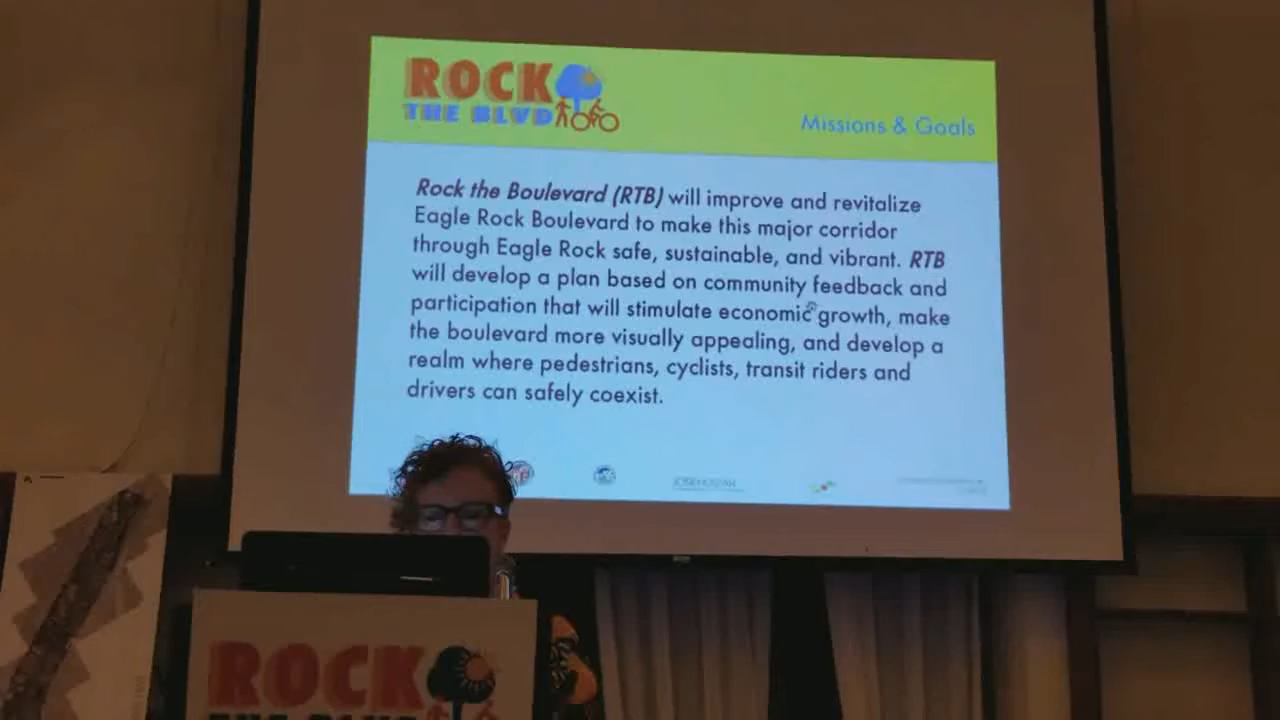 ROCK
THE BLVD
Missions & Goals
Rock the Boulevard (RTB) will improve and revitalize
Eagle Rock Boulevard to make this major corridor
through Eagle Rock safe, sustainable, and vibrant. RTB
will develop a plan based on community feedback and
participation that will stimulate economic growth, make
the boulevard more visually appealing, and develop a
realm where pedestrians, cyclists, transit riders and
drivers can safely coexist.
ROCK
THE BLVD